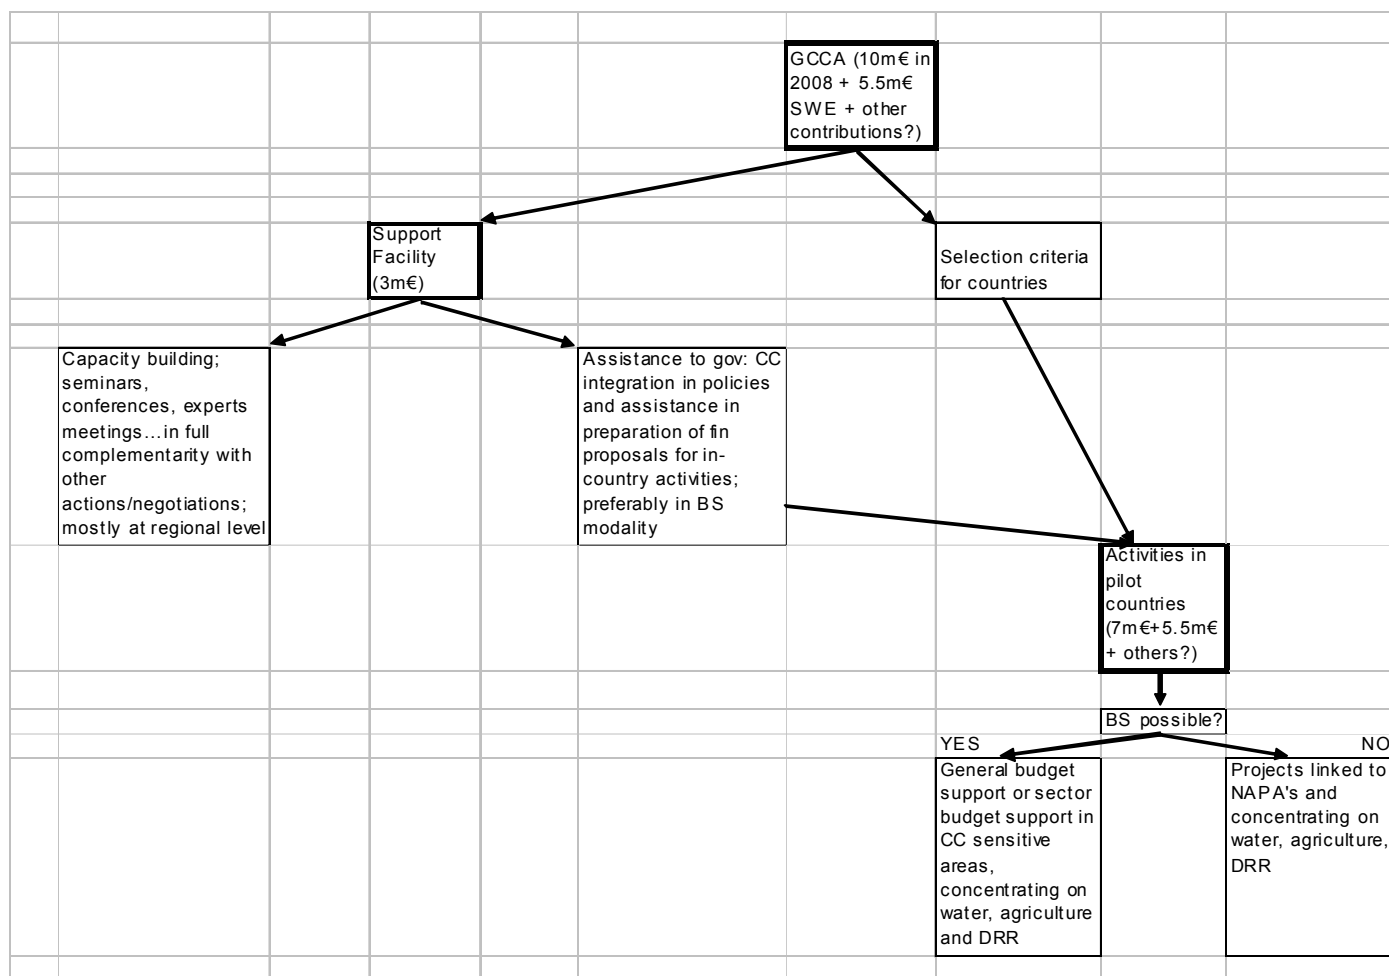 GCCA (10m€ in
2008 + 5.5m€
SWE + other
contributions?)
Support
Facility
(3m€)
Selection criteria
for countries
Capacity building;
seminars,
conferences, experts
meetings...in full
complementarity with
other
actions/negotiations;
mostly at regional level
Assistance to gov: CC
integration in policies
and assistance in
preparation of fin
proposals for in-
country activities;
preferably in BS
modality
Activities in
pilot
countries
(7m€+5.5m€
+ others?)
BS possible?
YES
NO
General budget
support or sector
budget support in
CC sensitive
areas,
concentrating on
water, agriculture
and DRR
Projects linked to
NAPA's and
concentrating on
water, agriculture,
DRR